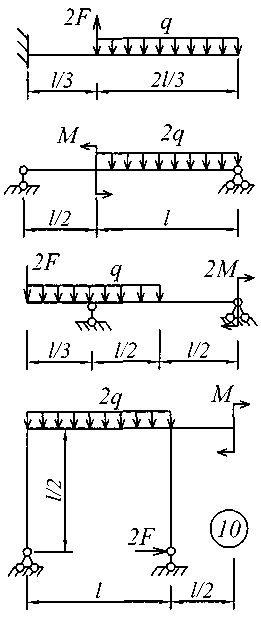 2F q
l/3 2l/3
M 2q
l/2 l
2F q 2M
l/3 l/2 l/2
2q M
l/2
2F 10
l l/2